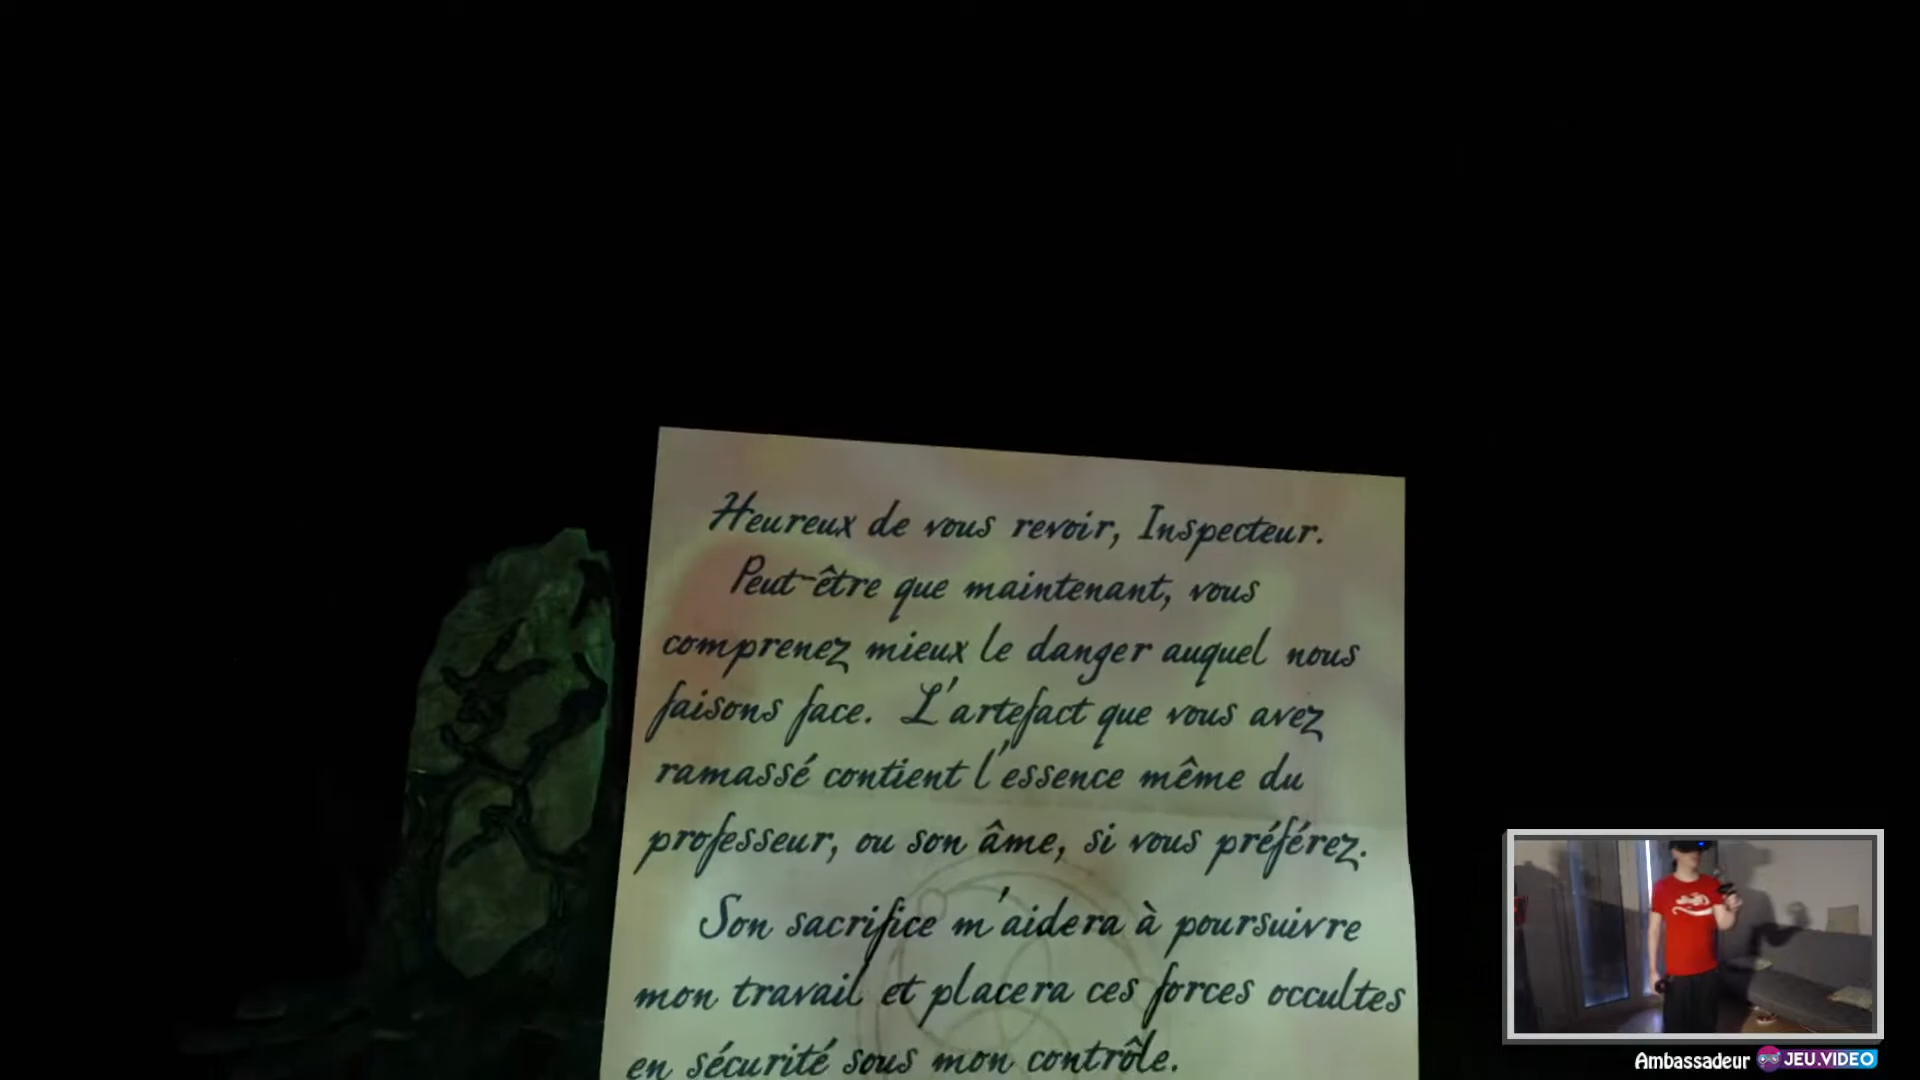 Heureux de vous revoir, Inspecteur.
Peut-être que maintenant, vous
comprenez mieux le danger auquel nous
faisons face. L'artefact que vous avez
ramassé contient l'essence même du
professeur, ou son âme, si vous préférez.
Son sacrifice m'aidera à poursuivre
mon travail et placera ces forces occultes
en sécurité sous mon contrôle.
Ambassadeur JEU.VIDEO